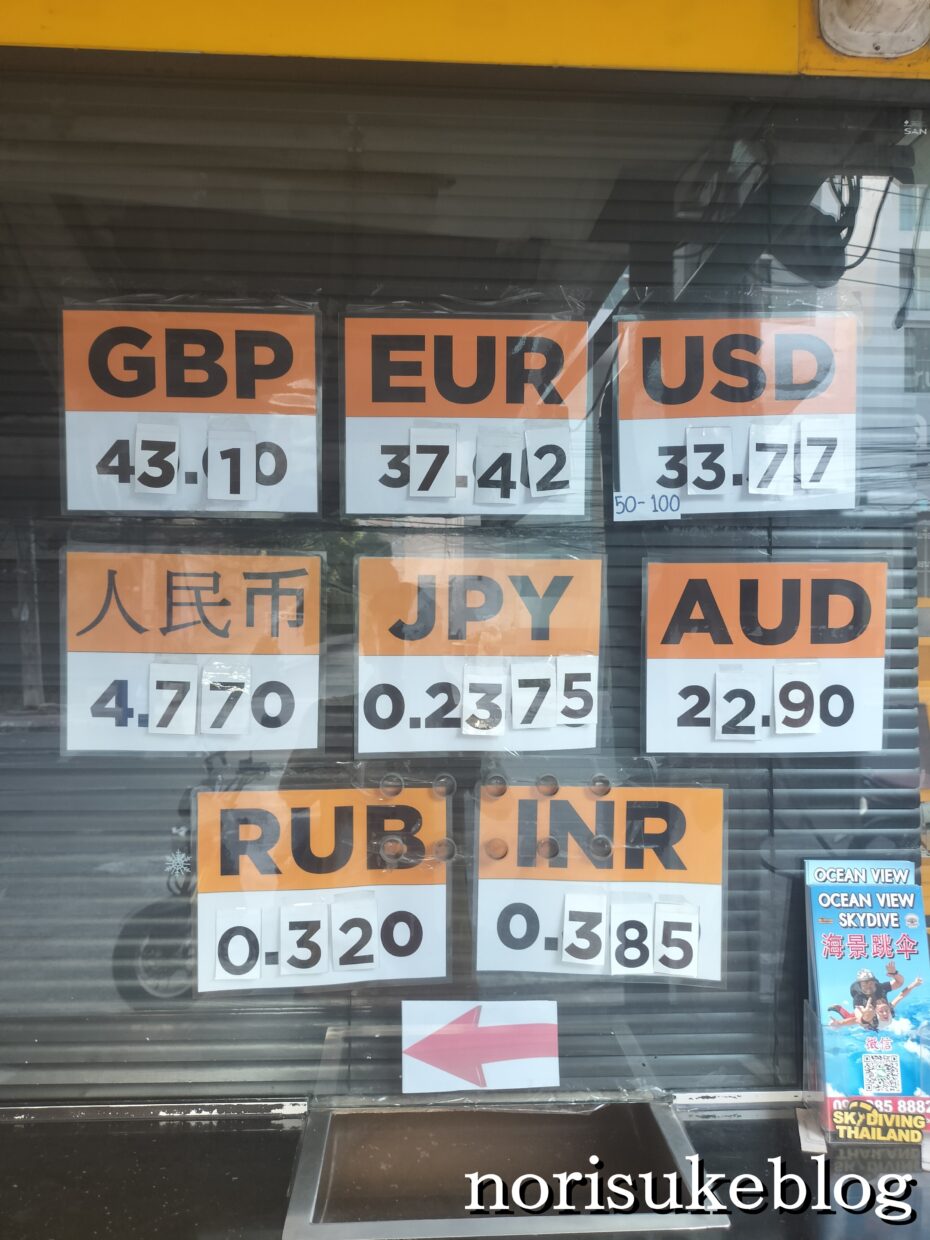 GBP
43.10
EUR
37.42
USD
33.77
50-100
人民币
4.770
JPY
0.2375
AUD
22.90
RUB
0.320
INR
0.385
OCEAN VIEW
OCEAN VIEW
SKYDIVE
海景跳伞
微信
SKYDIVING
THAILAND
norisukeblog